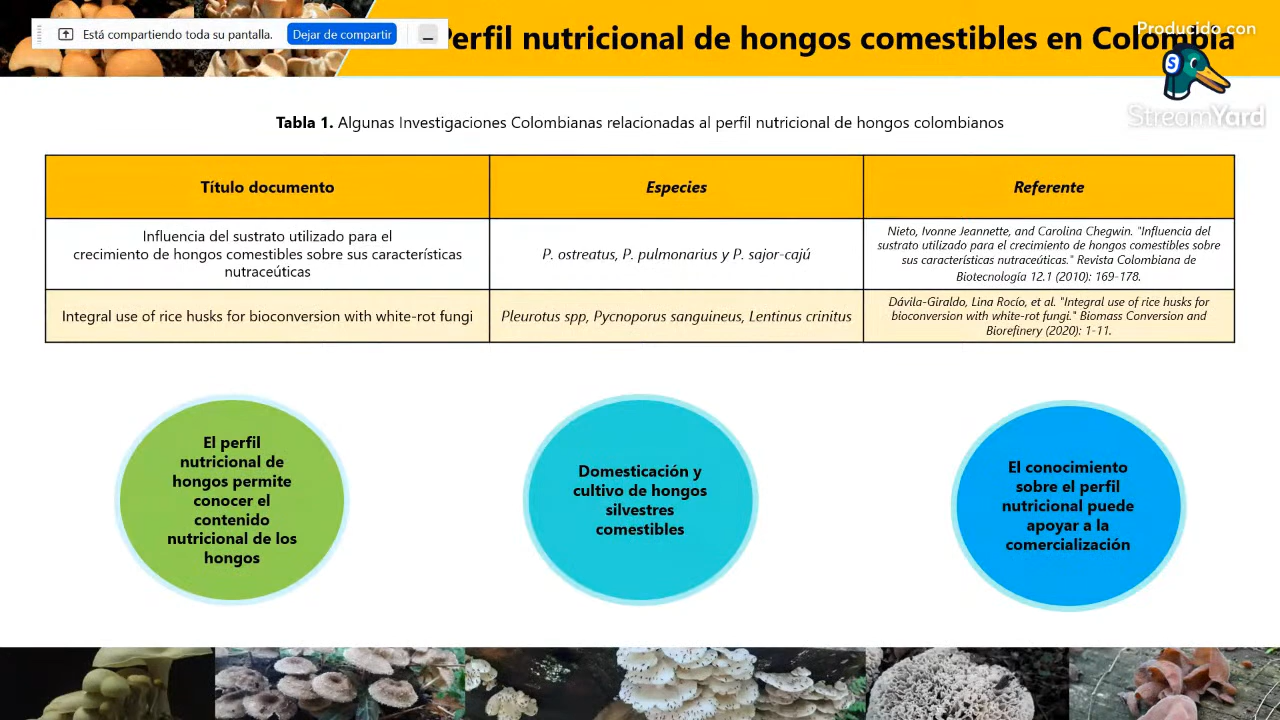 Está compartiendo toda su pantalla. Dejar de compartir
Perfil nutricional de hongos comestibles en Colombia
Producido con
S
StreamYard
Tabla 1. Algunas Investigaciones Colombianas relacionadas al perfil nutricional de hongos colombianos
Título documento
Especies
Referente
Influencia del sustrato utilizado para el
crecimiento de hongos comestibles sobre sus características
nutraceúticas
P. ostreatus, P. pulmonarius y P. sajor-cajú
Nieto, Ivonne Jeannette, and Carolina Chegwin. "Influencia del
sustrato utilizado para el crecimiento de hongos comestibles sobre
sus características nutraceúticas." Revista Colombiana de
Biotecnología 12.1 (2010): 169-178.
Integral use of rice husks for bioconversion with white-rot fungi
Pleurotus spp, Pycnoporus sanguineus, Lentinus crinitus
Dávila-Giraldo, Lina Rocío, et al. "Integral use of rice husks for
bioconversion with white-rot fungi." Biomass Conversion and
Biorefinery (2020): 1-11.
El perfil
nutricional de
hongos permite
conocer el
contenido
nutricional de los
hongos
Domesticación y
cultivo de hongos
silvestres
comestibles
El conocimiento
sobre el perfil
nutricional puede
apoyar a la
comercialización